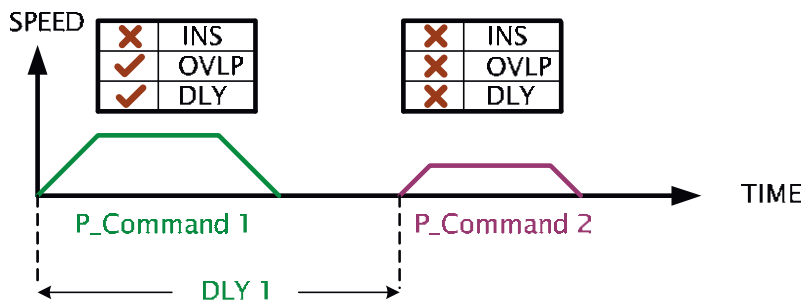 SPEED
INS
OVLP
DLY
INS
OVLP
DLY
TIME
P_Command 1
P_Command 2
DLY 1